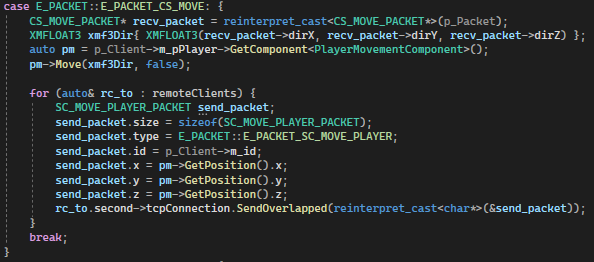 case E_PACKET::E_PACKET_CS_MOVE: {
CS_MOVE_PACKET* recv_packet = reinterpret_cast<CS_MOVE_PACKET*>(p_Packet);
XMFLOAT3 xmf3Dir{ XMFLOAT3(recv_packet->dirX, recv_packet->dirY, recv_packet->dirZ) };
auto pm = p_Client->m_pPlayer->GetComponent<PlayerMovementComponent>();
pm->Move(xmf3Dir, false);
for (auto& rc_to : remoteClients) {
SC_MOVE_PLAYER_PACKET send_packet;
send_packet.size = sizeof(SC_MOVE_PLAYER_PACKET);
send_packet.type = E_PACKET::E_PACKET_SC_MOVE_PLAYER;
send_packet.id = p_Client->m_id;
send_packet.x = pm->GetPosition().x;
send_packet.y = pm->GetPosition().y;
send_packet.z = pm->GetPosition().z;
rc_to.second->tcpConnection.SendOverlapped(reinterpret_cast<char*>(&send_packet));
}
break;
}